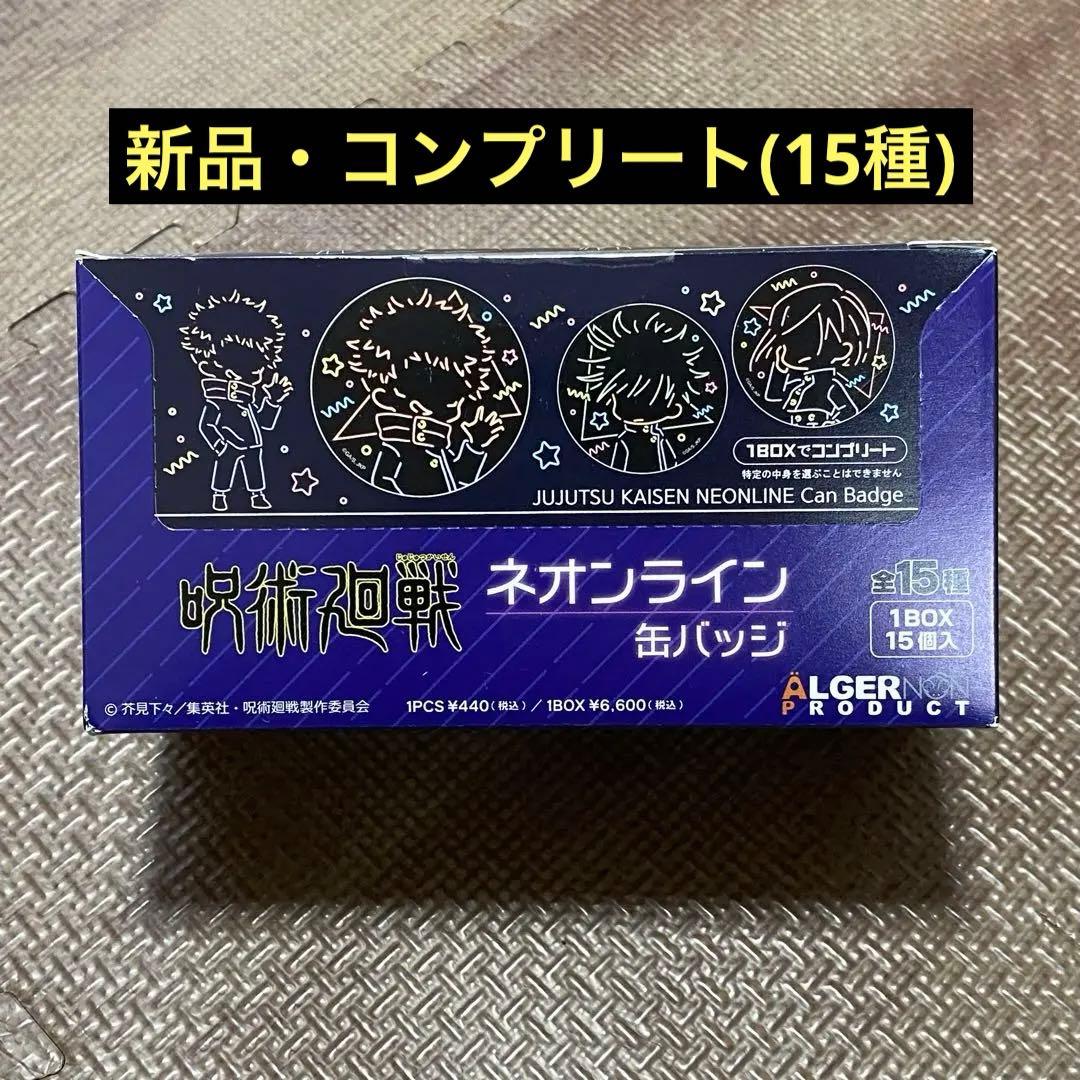 新品・コンプリート(15種)
1BOXでコンプリート
特定の中身を選ぶことはできません
JUJUTSU KAISEN NEONLINE Can Badge
じゅじゅつかいせん
呪術廻戦
ネオンライン
缶バッジ
全15種
1BOX
15個入
ÄLGERNON
PRODUCT
© 芥見下々／集英社・呪術廻戦製作委員会
1PCS ¥440(税込)／1BOX ¥6,600(税込)